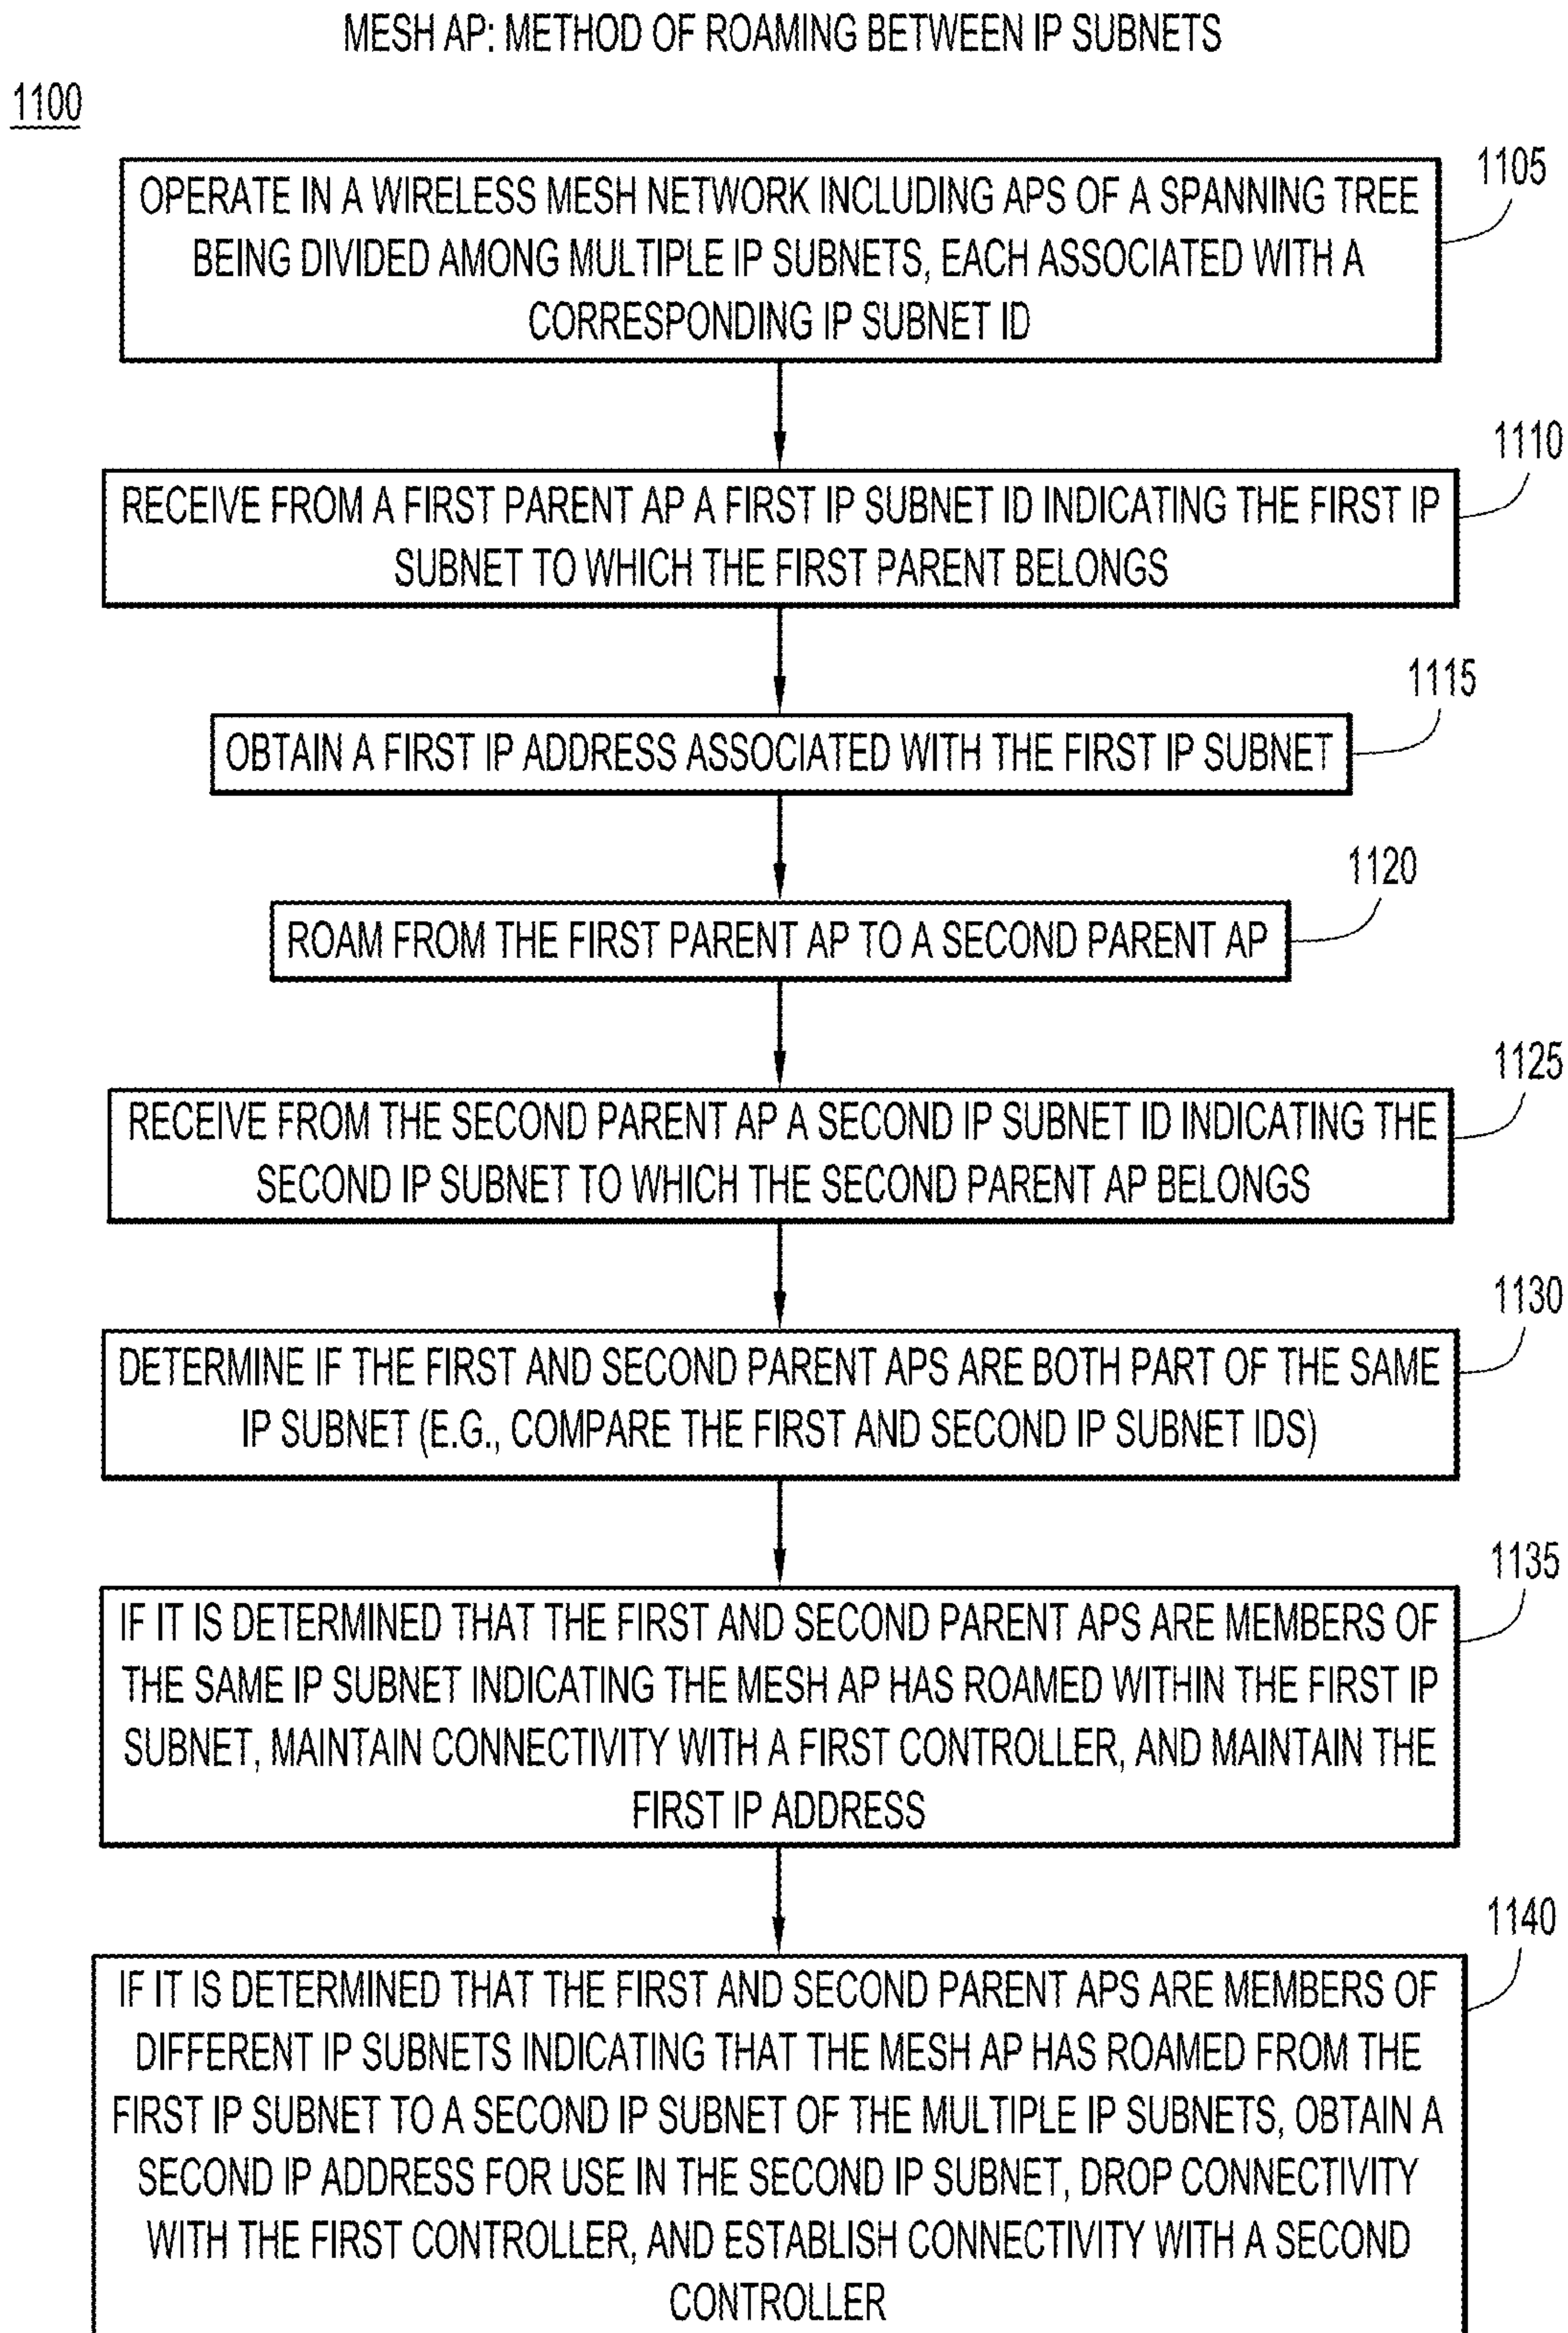 MESH AP: METHOD OF ROAMING BETWEEN IP SUBNETS
1100
1105
OPERATE IN A WIRELESS MESH NETWORK INCLUDING APS OF A SPANNING TREE
BEING DIVIDED AMONG MULTIPLE IP SUBNETS, EACH ASSOCIATED WITH A
CORRESPONDING IP SUBNET ID
1110
RECEIVE FROM A FIRST PARENT AP A FIRST IP SUBNET ID INDICATING THE FIRST IP
SUBNET TO WHICH THE FIRST PARENT BELONGS
1115
OBTAIN A FIRST IP ADDRESS ASSOCIATED WITH THE FIRST IP SUBNET
1120
ROAM FROM THE FIRST PARENT AP TO A SECOND PARENT AP
1125
RECEIVE FROM THE SECOND PARENT AP A SECOND IP SUBNET ID INDICATING THE
SECOND IP SUBNET TO WHICH THE SECOND PARENT AP BELONGS
1130
DETERMINE IF THE FIRST AND SECOND PARENT APS ARE BOTH PART OF THE SAME
IP SUBNET (E.G., COMPARE THE FIRST AND SECOND IP SUBNET IDS)
1135
IF IT IS DETERMINED THAT THE FIRST AND SECOND PARENT APS ARE MEMBERS OF
THE SAME IP SUBNET INDICATING THE MESH AP HAS ROAMED WITHIN THE FIRST IP
SUBNET, MAINTAIN CONNECTIVITY WITH A FIRST CONTROLLER, AND MAINTAIN THE
FIRST IP ADDRESS
1140
IF IT IS DETERMINED THAT THE FIRST AND SECOND PARENT APS ARE MEMBERS OF
DIFFERENT IP SUBNETS INDICATING THAT THE MESH AP HAS ROAMED FROM THE
FIRST IP SUBNET TO A SECOND IP SUBNET OF THE MULTIPLE IP SUBNETS, OBTAIN A
SECOND IP ADDRESS FOR USE IN THE SECOND IP SUBNET, DROP CONNECTIVITY
WITH THE FIRST CONTROLLER, AND ESTABLISH CONNECTIVITY WITH A SECOND
CONTROLLER